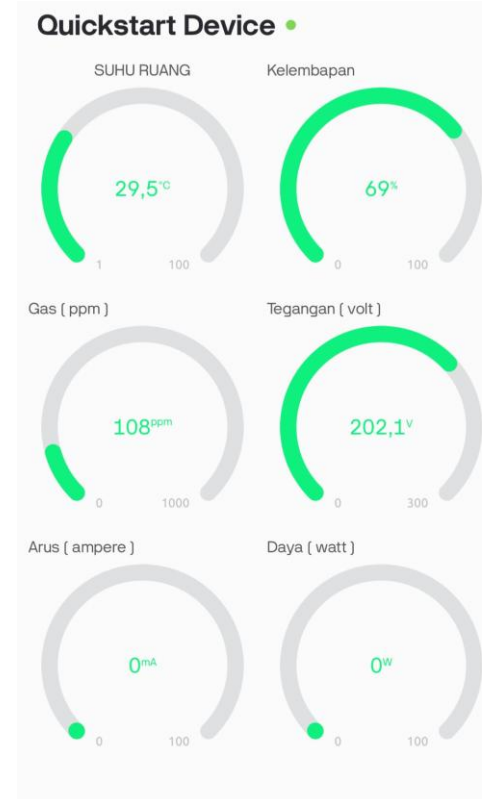 Quickstart Device
SUHU RUANG
Kelembapan
29,5°C
69%
1 100
0 100
Gas ( ppm )
Tegangan ( volt )
108ppm
202,1V
0 1000
0 300
Arus ( ampere )
Daya ( watt )
0mA
0W
0 100
0 100